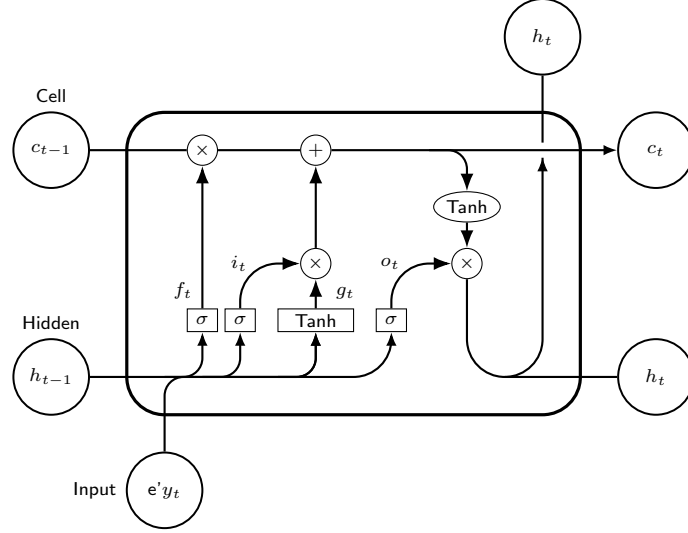 h_t
Cell
c_{t−1}
×
+
c_t
Tanh
i_t
×
o_t
×
f_t
g_t
σ
σ
Tanh
σ
Hidden
h_{t−1}
h_t
Input
e'y_t